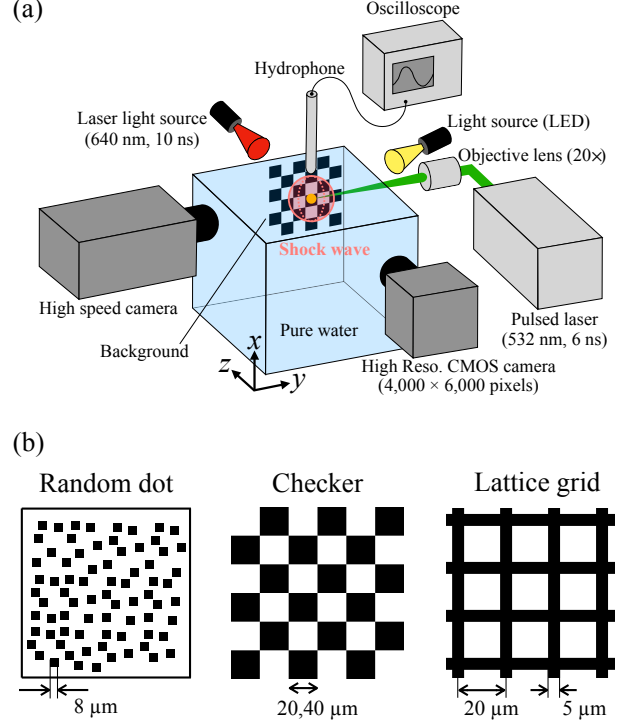 (a)
Oscilloscope
Hydrophone
Laser light source
(640 nm, 10 ns)
Light source (LED)
Objective lens (20×)
Shock wave
High speed camera
Background
Pure water
x
z
y
Pulsed laser
(532 nm, 6 ns)
High Reso. CMOS camera
(4,000 × 6,000 pixels)
(b)
Random dot
Checker
Lattice grid
8 μm
20,40 μm
20 μm
5 μm